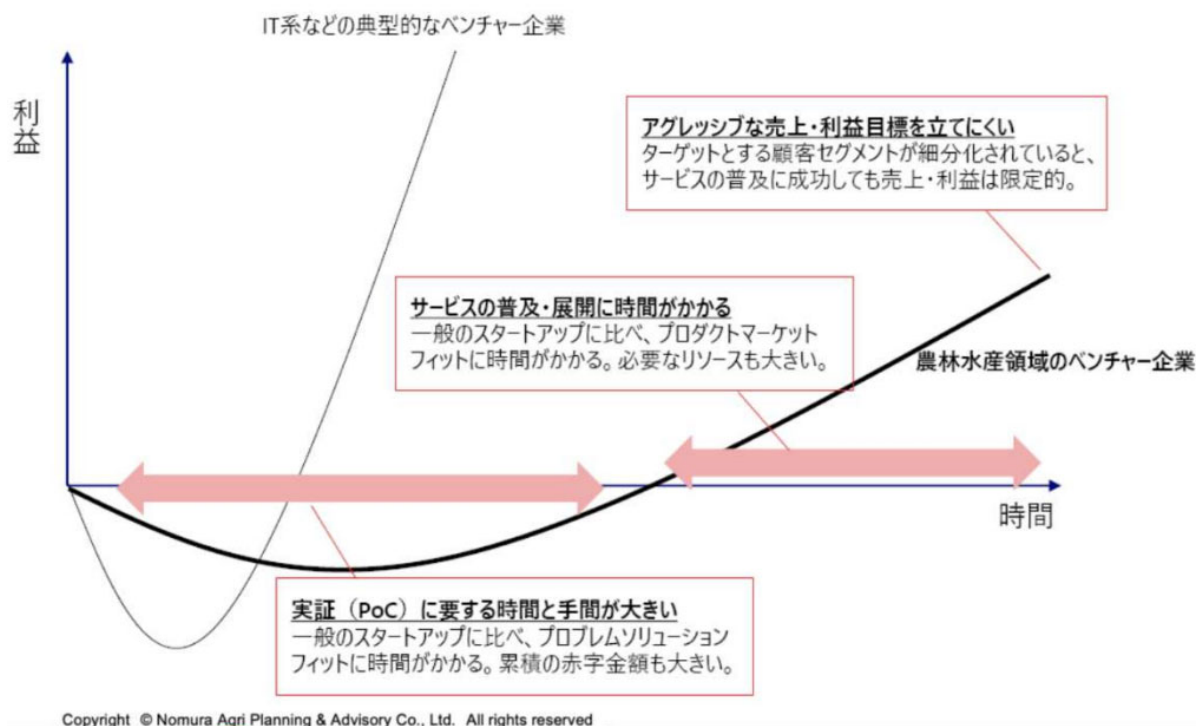 IT系などの典型的なベンチャー企業
利益
アグレッシブな売上・利益目標を立てにくい
ターゲットとする顧客セグメントが細分化されていると、
サービスの普及に成功しても売上・利益は限定的。
サービスの普及・展開に時間がかかる
一般のスタートアップに比べ、プロダクトマーケット
フィットに時間がかかる。必要なリソースも大きい。
農林水産領域のベンチャー企業
時間
実証（PoC）に要する時間と手間が大きい
一般のスタートアップに比べ、プロブレムソリューション
フィットに時間がかかる。累積の赤字金額も大きい。
Copyright © Nomura Agri Planning & Advisory Co., Ltd. All rights reserved